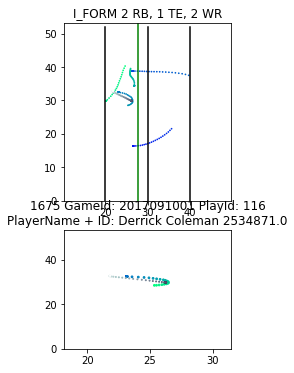 I_FORM 2 RB, 1 TE, 2 WR
50
40
30
20
10
0
20 30 40
1675 GameId: 2017091001 PlayId: 116
PlayerName + ID: Derrick Coleman 2534871.0
40
20
0
20 25 30